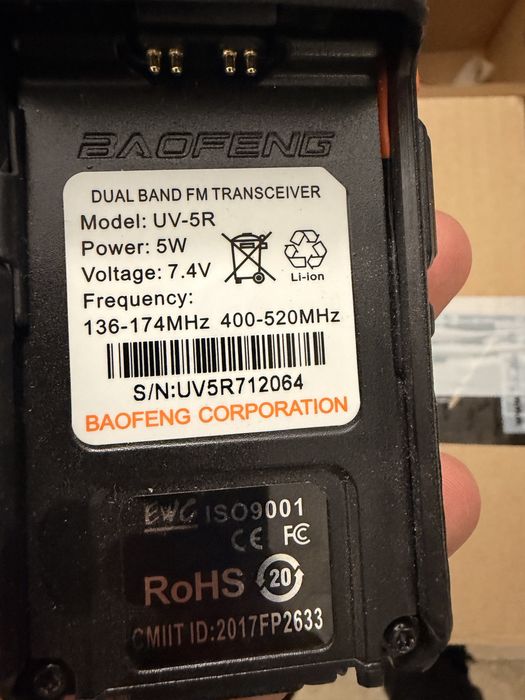 BAOFENG
DUAL BAND FM TRANSCEIVER
Model: UV-5R
Power: 5W
Voltage: 7.4V
Li-ion
Frequency:
136-174MHz 400-520MHz
S/N:UV5R712064
BAOFENG CORPORATION
EWC ISO9001
CE FC
RoHS 20
CMIIT ID:2017FP2633